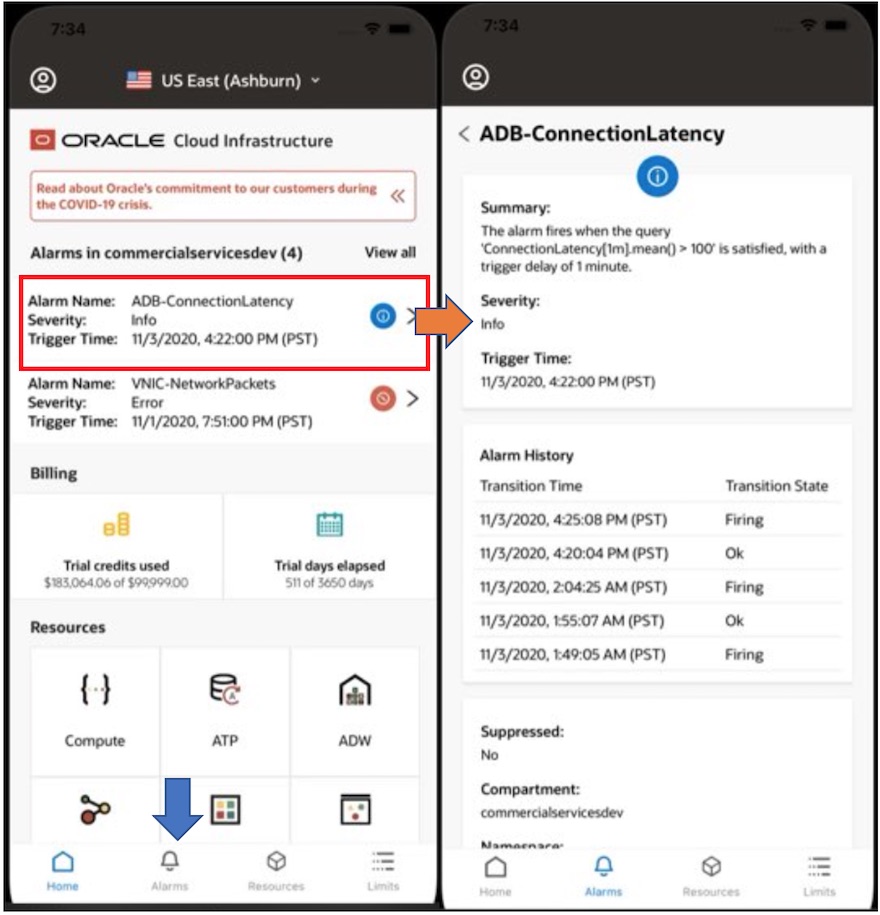 7:34
US East (Ashburn)
ORACLE Cloud Infrastructure
Read about Oracle's commitment to our customers during
the COVID-19 crisis.
Alarms in commercialservicesdev (4) View all
Alarm Name: ADB-ConnectionLatency
Severity: Info
Trigger Time: 11/3/2020, 4:22:00 PM (PST)
Alarm Name: VNIC-NetworkPackets
Severity: Error
Trigger Time: 11/1/2020, 7:51:00 PM (PST)
Billing
Trial credits used
$183,064.06 of $99,999.00
Trial days elapsed
511 of 3650 days
Resources
Compute
ATP
ADW
Home
Alarms
Resources
Limits
7:34
ADB-ConnectionLatency
Summary:
The alarm fires when the query
'ConnectionLatency[1m].mean() > 100' is satisfied, with a
trigger delay of 1 minute.
Severity:
Info
Trigger Time:
11/3/2020, 4:22:00 PM (PST)
Alarm History
Transition Time Transition State
11/3/2020, 4:25:08 PM (PST) Firing
11/3/2020, 4:20:04 PM (PST) Ok
11/3/2020, 2:04:25 AM (PST) Firing
11/3/2020, 1:55:07 AM (PST) Ok
11/3/2020, 1:49:05 AM (PST) Firing
Suppressed:
No
Compartment:
commercialservicesdev
Namespace:
Home
Alarms
Resources
Limits